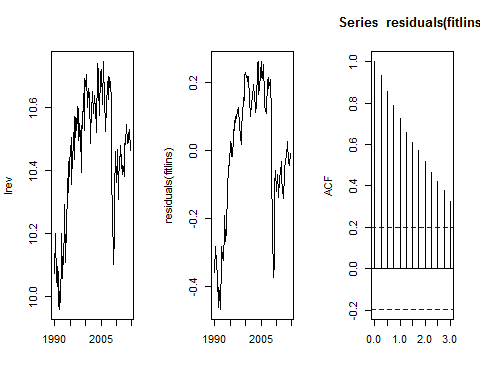 Series residuals(fitlins
lrev
10.0 10.2 10.4 10.6
1990 2005
residuals(fitlins)
-0.4 -0.2 0.0 0.2
1990 2005
ACF
-0.2 0.0 0.2 0.4 0.6 0.8 1.0
0.0 1.0 2.0 3.0